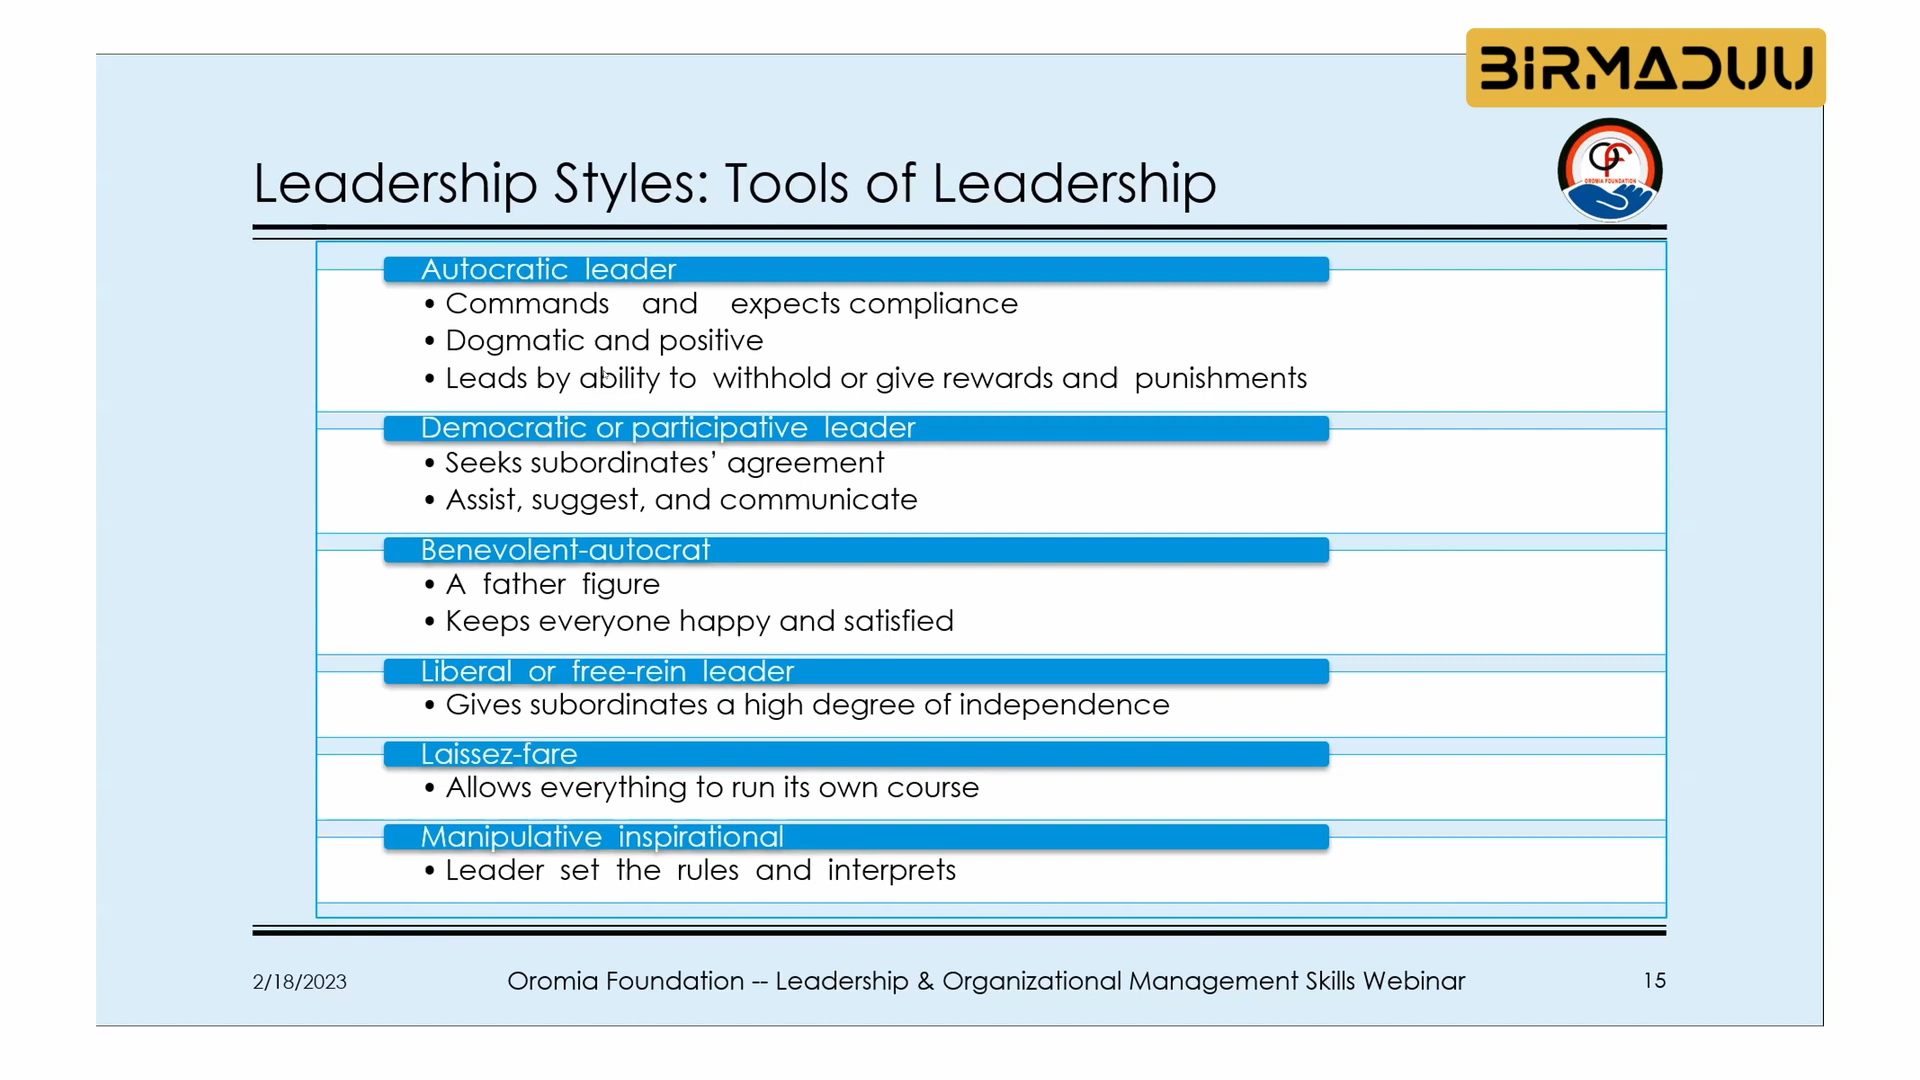 BiRMADUU
Leadership Styles: Tools of Leadership
OF
OROMIA FOUNDATION
Autocratic leader
• Commands and expects compliance
• Dogmatic and positive
• Leads by ability to withhold or give rewards and punishments
Democratic or participative leader
• Seeks subordinates’ agreement
• Assist, suggest, and communicate
Benevolent-autocrat
• A father figure
• Keeps everyone happy and satisfied
Liberal or free-rein leader
• Gives subordinates a high degree of independence
Laissez-fare
• Allows everything to run its own course
Manipulative inspirational
• Leader set the rules and interprets
2/18/2023
Oromia Foundation -- Leadership & Organizational Management Skills Webinar
15